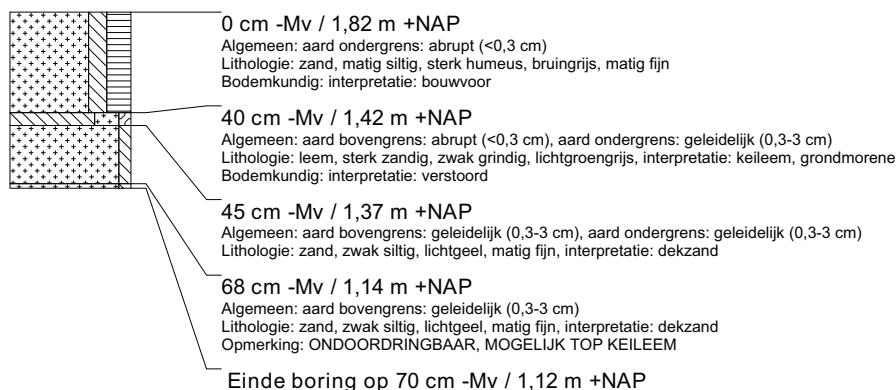 0 cm -Mv / 1,82 m +NAP
Algemeen: aard ondergrens: abrupt (<0,3 cm)
Lithologie: zand, matig siltig, sterk humeus, bruingrijs, matig fijn
Bodemkundig: interpretatie: bouwvoor
40 cm -Mv / 1,42 m +NAP
Algemeen: aard bovengrens: abrupt (<0,3 cm), aard ondergrens: geleidelijk (0,3-3 cm)
Lithologie: leem, sterk zandig, zwak grindig, lichtgroengrijs, interpretatie: keileem, grondmorene
Bodemkundig: interpretatie: verstoord
45 cm -Mv / 1,37 m +NAP
Algemeen: aard bovengrens: geleidelijk (0,3-3 cm), aard ondergrens: geleidelijk (0,3-3 cm)
Lithologie: zand, zwak siltig, lichtgeel, matig fijn, interpretatie: dekzand
68 cm -Mv / 1,14 m +NAP
Algemeen: aard bovengrens: geleidelijk (0,3-3 cm)
Lithologie: zand, zwak siltig, lichtgeel, matig fijn, interpretatie: dekzand
Opmerking: ONDOORDRINGBAAR, MOGELIJK TOP KEILEEM
Einde boring op 70 cm -Mv / 1,12 m +NAP